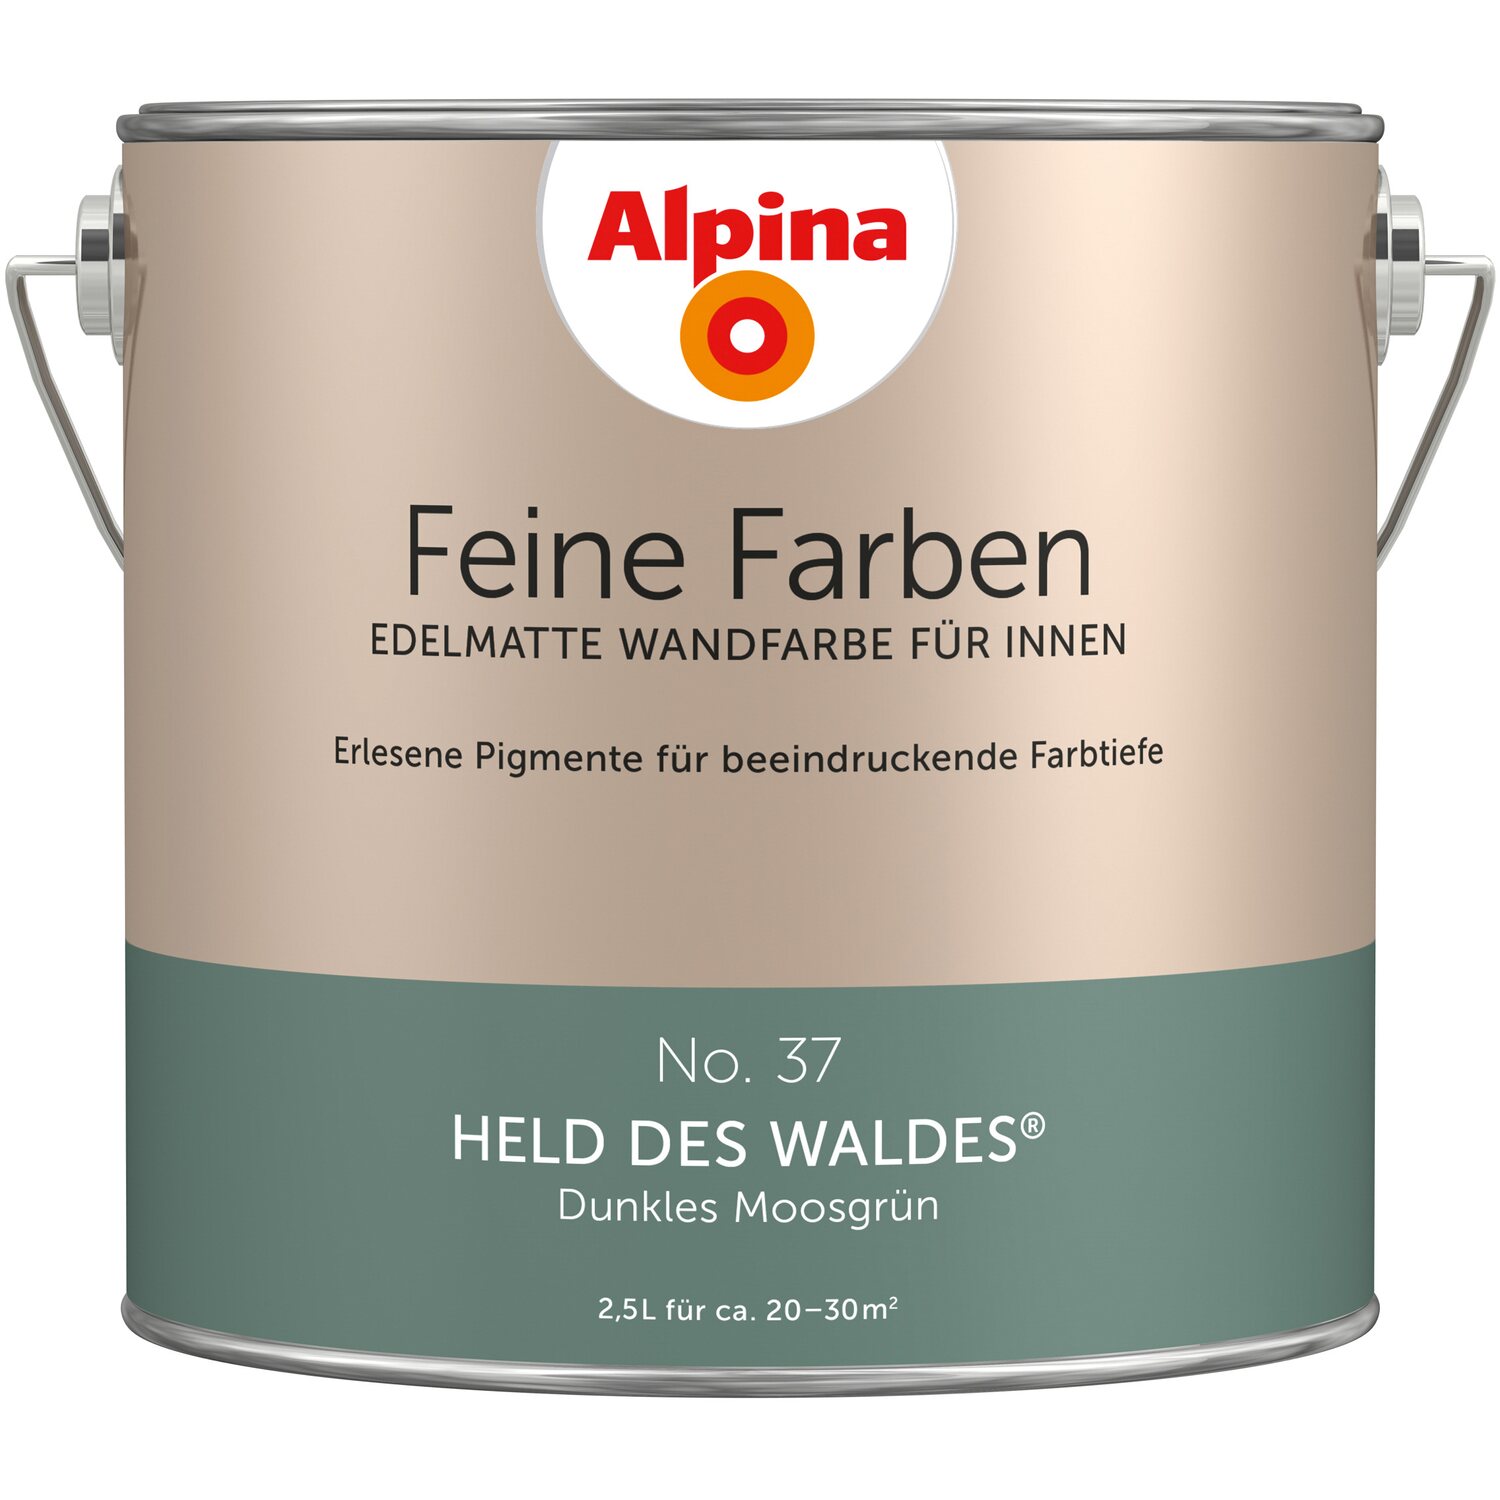 Alpina
Feine Farben
EDELMATTE WANDFARBE FÜR INNEN
Erlesene Pigmente für beeindruckende Farbtiefe
No. 37
HELD DES WALDES®
Dunkles Moosgrün
2,5L für ca. 20–30m²